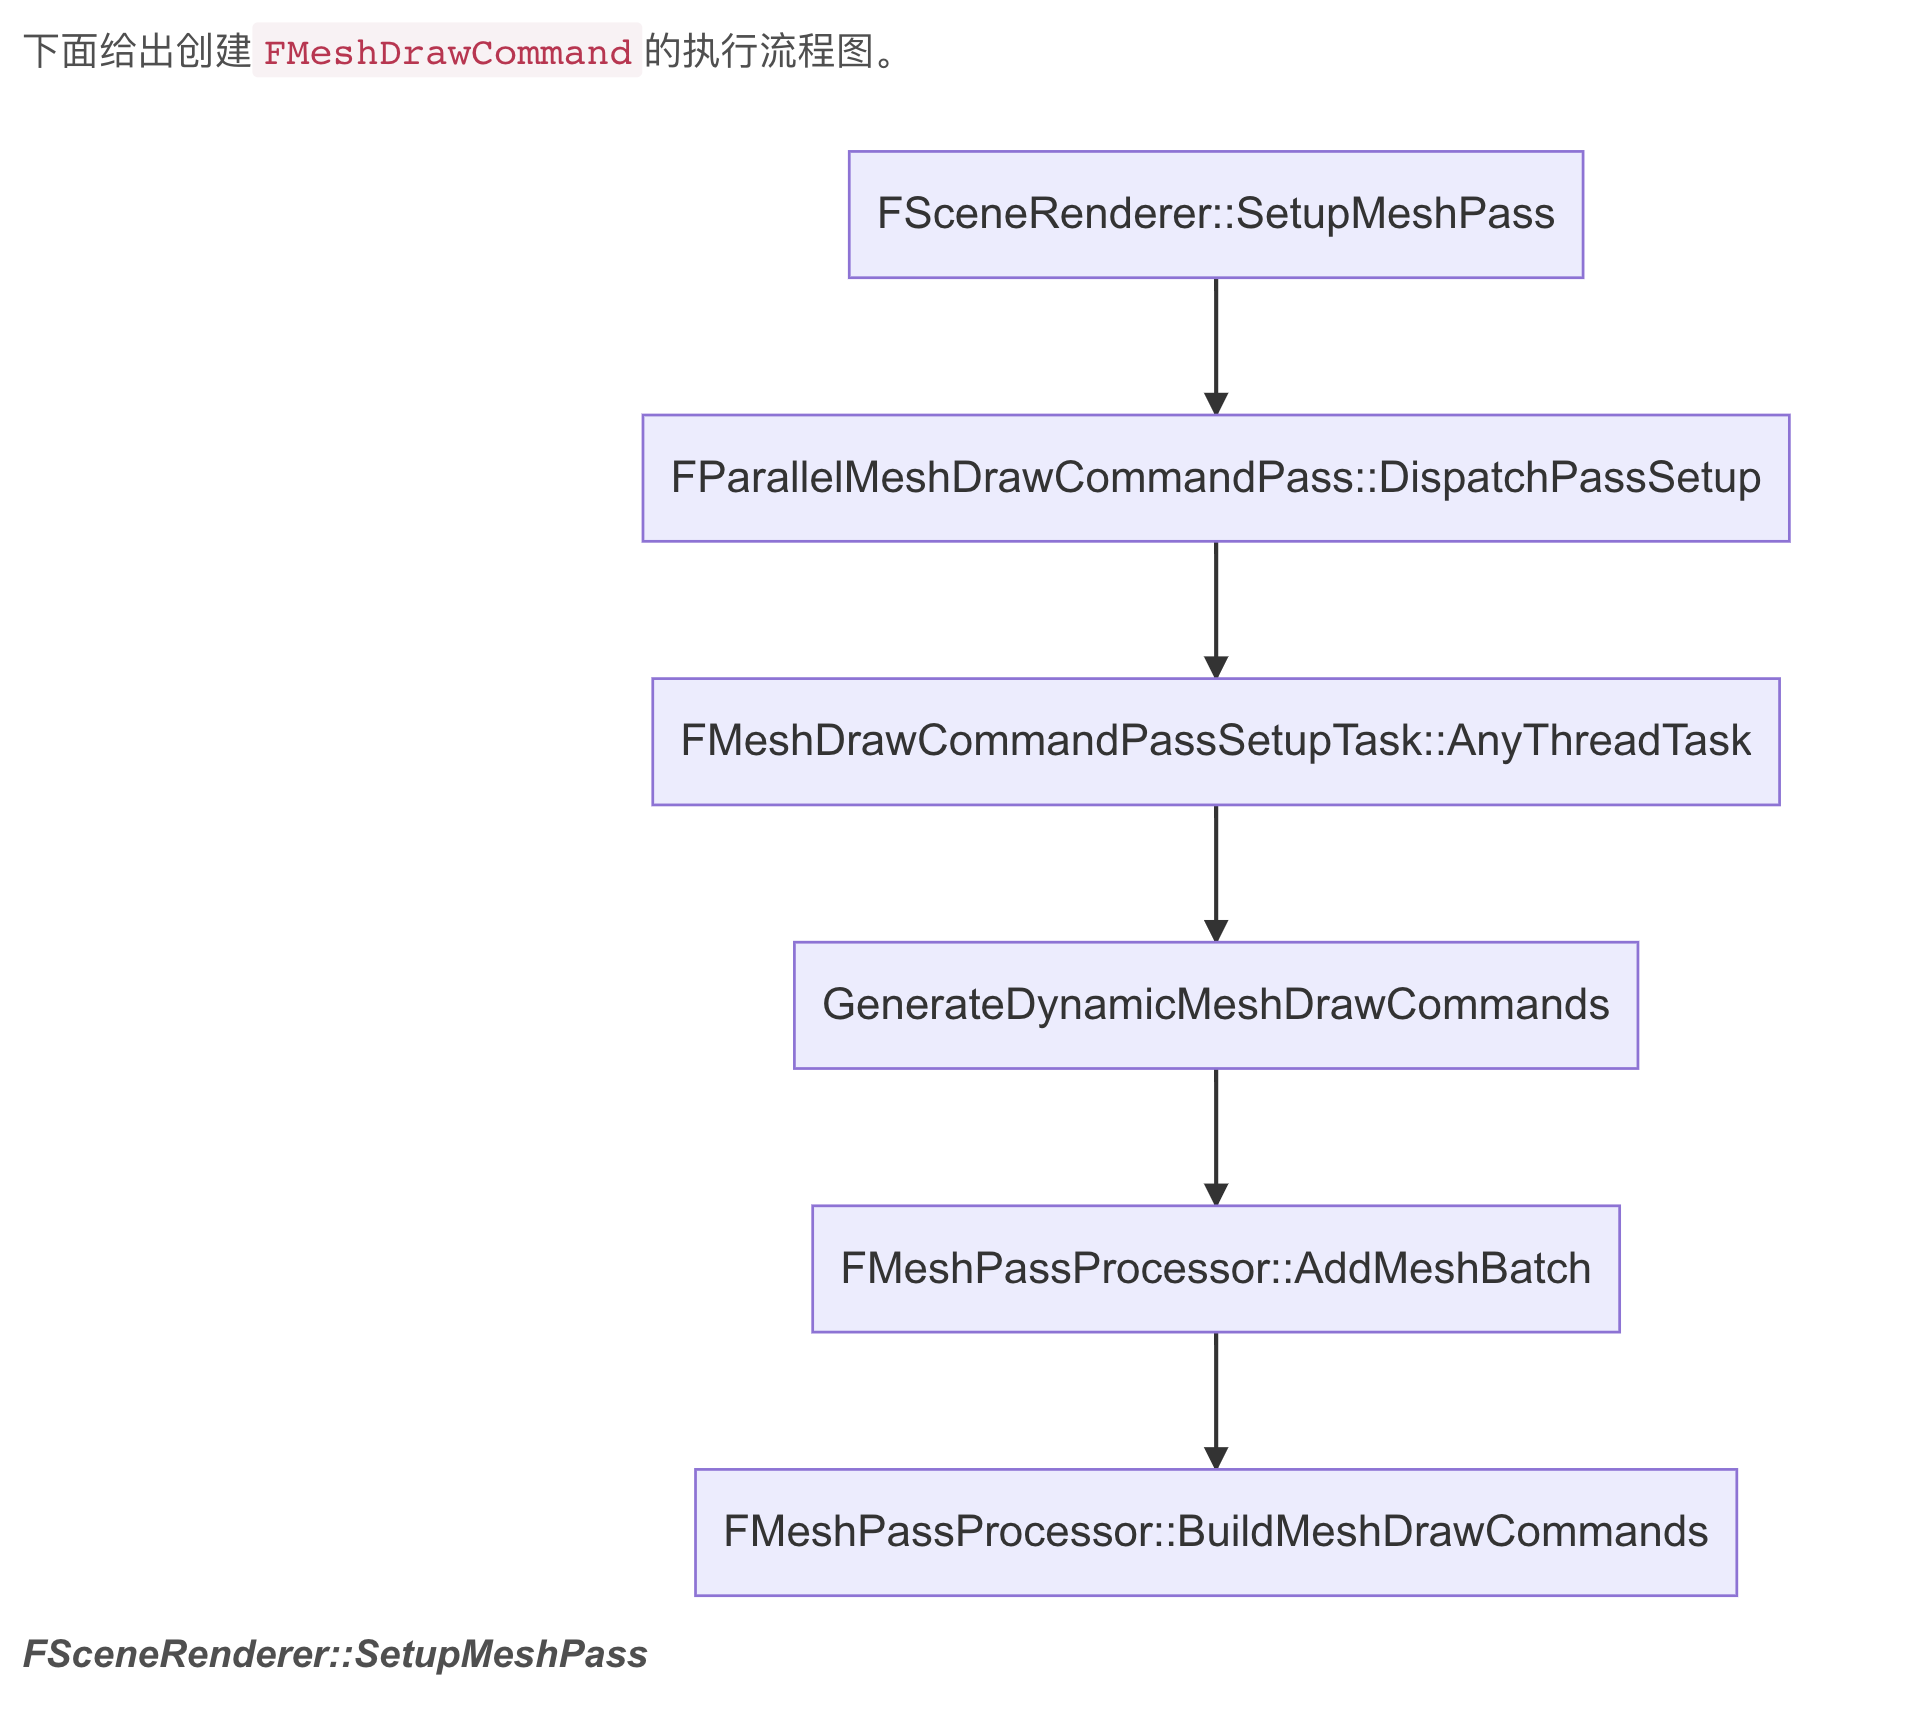 下面给出创建FMeshDrawCommand的执行流程图。
FSceneRenderer::SetupMeshPass
FParallelMeshDrawCommandPass::DispatchPassSetup
FMeshDrawCommandPassSetupTask::AnyThreadTask
GenerateDynamicMeshDrawCommands
FMeshPassProcessor::AddMeshBatch
FMeshPassProcessor::BuildMeshDrawCommands
FSceneRenderer::SetupMeshPass